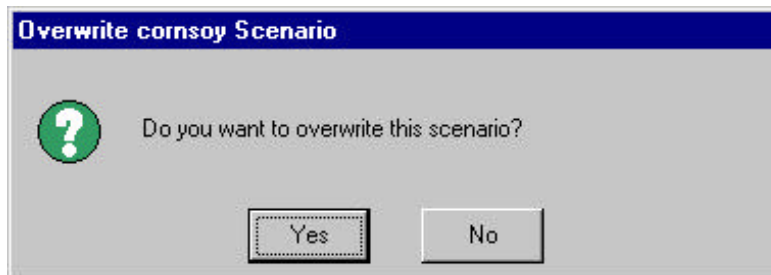 Overwrite cornsoy Scenario
?
Do you want to overwrite this scenario?
Yes No